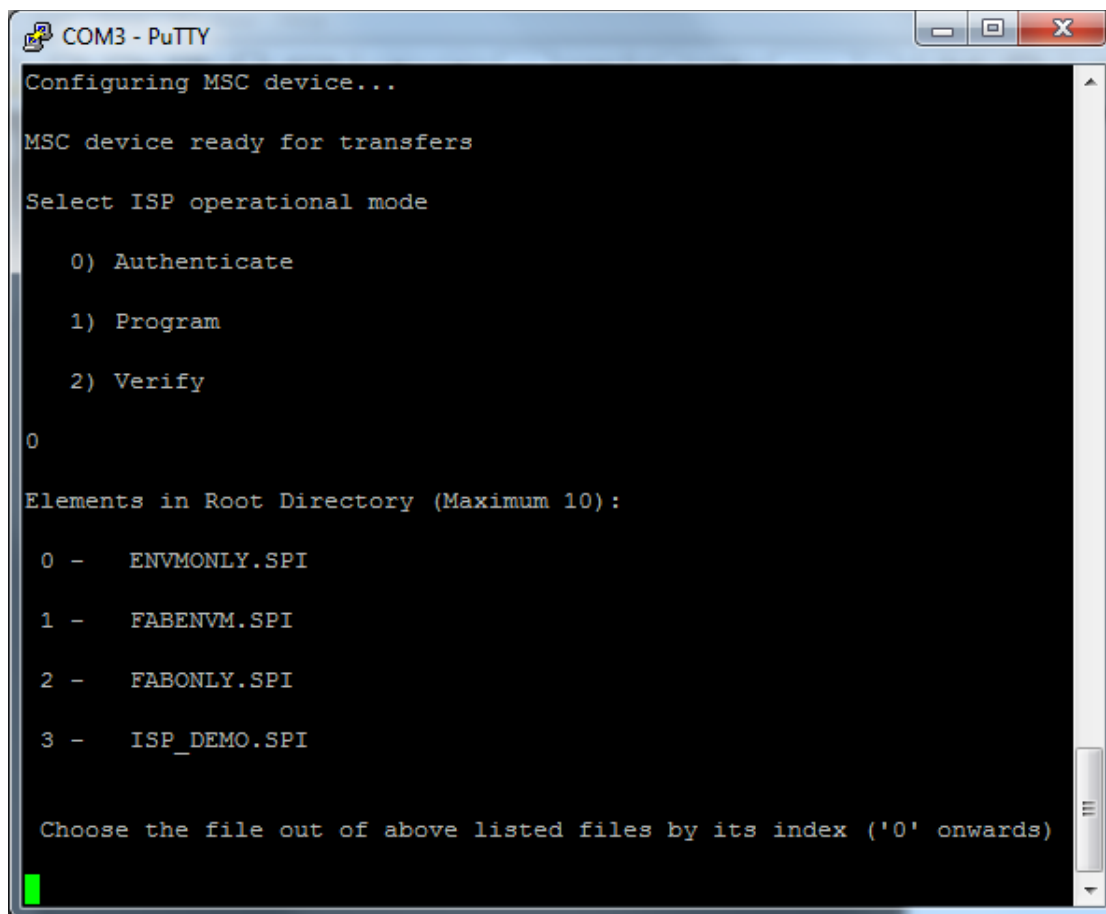 COM3 - PuTTY
Configuring MSC device...
MSC device ready for transfers
Select ISP operational mode
0) Authenticate
1) Program
2) Verify
0
Elements in Root Directory (Maximum 10):
0 -   ENVMONLY.SPI
1 -   FABENVM.SPI
2 -   FABONLY.SPI
3 -   ISP_DEMO.SPI
Choose the file out of above listed files by its index ('0' onwards)